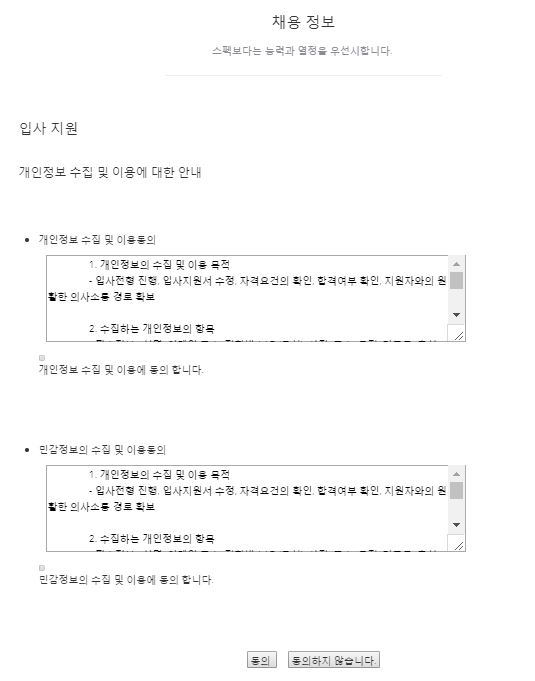 채용 정보
스펙보다는 능력과 열정을 우선시합니다.
입사 지원
개인정보 수집 및 이용에 대한 안내
개인정보 수집 및 이용동의
1. 개인정보의 수집 및 이용 목적
- 입사전형 진행, 입사지원서 수정, 자격요건의 확인, 합격여부 확인, 지원자와의 원
활한 의사소통 경로 확보
2. 수집하는 개인정보의 항목
개인정보 수집 및 이용에 동의 합니다.
민감정보의 수집 및 이용동의
1. 개인정보의 수집 및 이용 목적
- 입사전형 진행, 입사지원서 수정, 자격요건의 확인, 합격여부 확인, 지원자와의 원
활한 의사소통 경로 확보
2. 수집하는 개인정보의 항목
민감정보의 수집 및 이용에 동의 합니다.
동의 동의하지 않습니다.